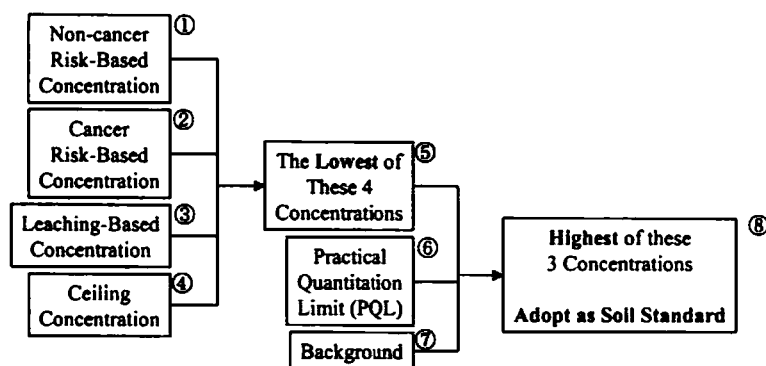 ①
Non-cancer
Risk-Based
Concentration
②
Cancer
Risk-Based
Concentration
③
Leaching-Based
Concentration
④
Ceiling
Concentration
⑤
The Lowest of
These 4
Concentrations
⑥
Practical
Quantitation
Limit (PQL)
⑦
Background
⑧
Highest of these
3 Concentrations
Adopt as Soil Standard